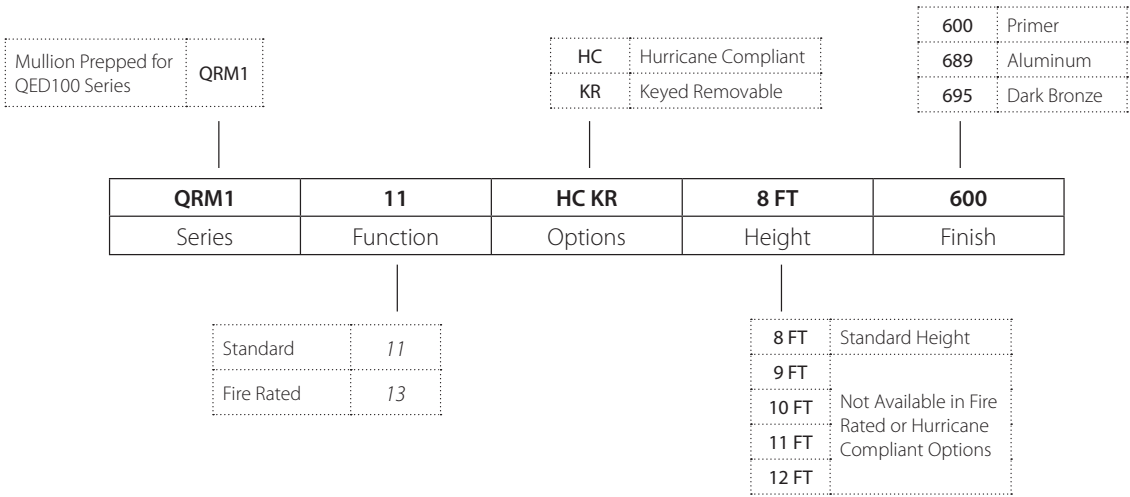 600 Primer
689 Aluminum
695 Dark Bronze
Mullion Prepped for
QED100 Series
QRM1
HC Hurricane Compliant
KR Keyed Removable
QRM1 11 HC KR 8 FT 600
Series Function Options Height Finish
Standard 11
Fire Rated 13
8 FT Standard Height
9 FT
10 FT
11 FT
12 FT
Not Available in Fire
Rated or Hurricane
Compliant Options